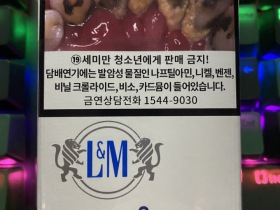 ⑲세미만 청소년에게 판매 금지!
담배연기에는 발암성 물질인 나프틸아민, 니켈, 벤젠,
비닐 크롤라이드, 비소, 카드뮴이 들어있습니다.
금연상담전화 1544-9030
L&M